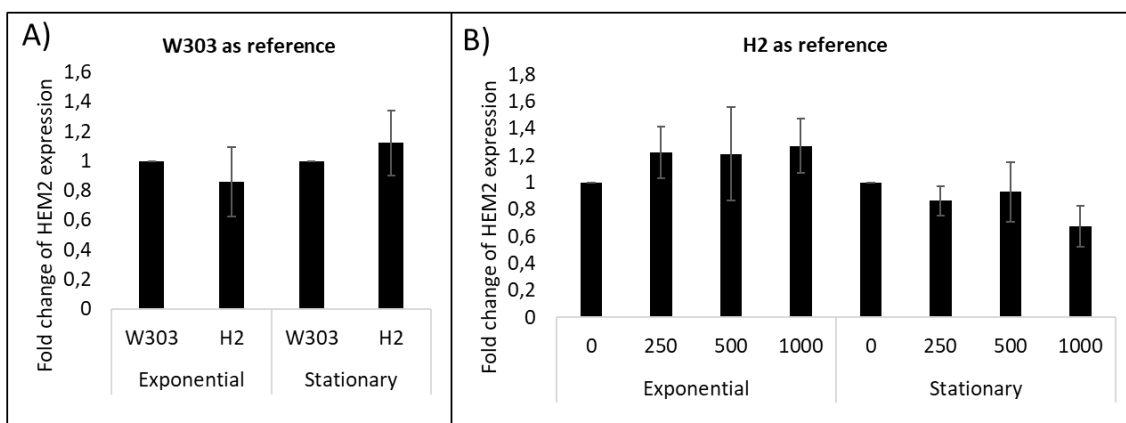 A)
W303 as reference
Fold change of HEM2 expression
1,6
1,4
1,2
1
0,8
0,6
0,4
0,2
0
W303 H2 W303 H2
Exponential Stationary
B)
H2 as reference
Fold change of HEM2 expression
1,8
1,6
1,4
1,2
1
0,8
0,6
0,4
0,2
0
0 250 500 1000 0 250 500 1000
Exponential Stationary